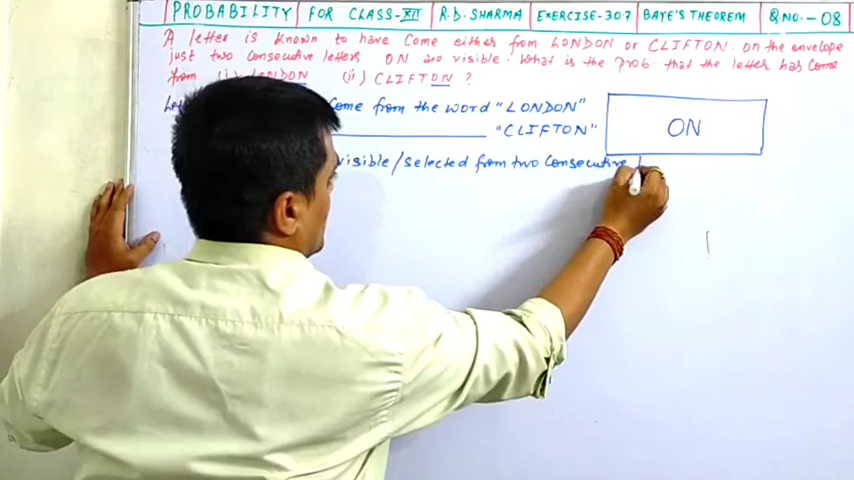 PROBABILITY FOR CLASS-XII R.D. SHARMA EXERCISE-30.7 BAYE'S THEOREM Q.NO.-08
A letter is known to have come either from LONDON or CLIFTON. on the envelope
just two consecutive letters ON are visible. What is the prob. that the letter has come
from (i) LONDON (ii) CLIFTON ?
Come from the word "LONDON"
"CLIFTON"
ON
visible/selected from two consecutive